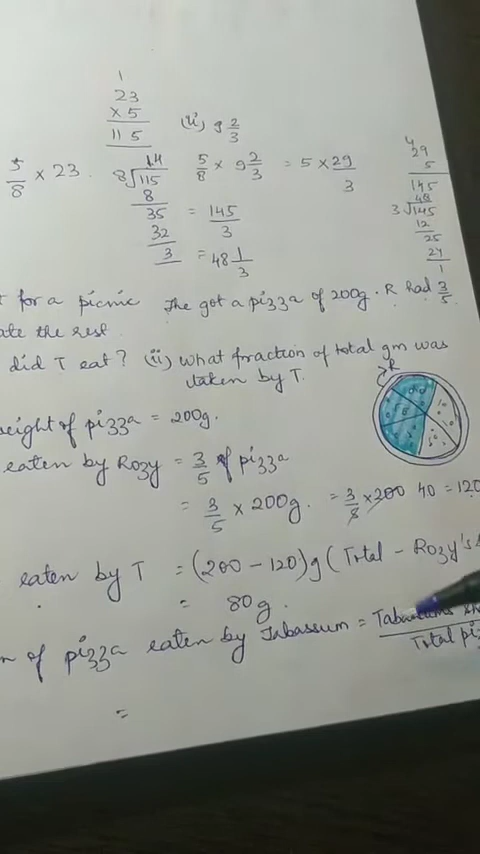 1
23
× 5
115
(ii) 9 2/3
5/8 × 23.
14
8√115
8
35
32
3
5/8 × 9 2/3 = 5 × 29/3
= 145/3
= 48 1/3
4
29
5
145
48
3√145
12
25
24
1
for a picnic The got a pizza of 200g. R had 3/5.
ate the rest
did T eat? (ii) What fraction of total gm was
taken by T.
R
eight of pizza = 200g.
eaten by Rozy = 3/5 of pizza
= 3/5 × 200g. = 3/5 × 200 40 = 120
eaten by T = (200 - 120)g (Total - Rozy's
= 80g.
n of pizza eaten by Tabassum =
Total
=